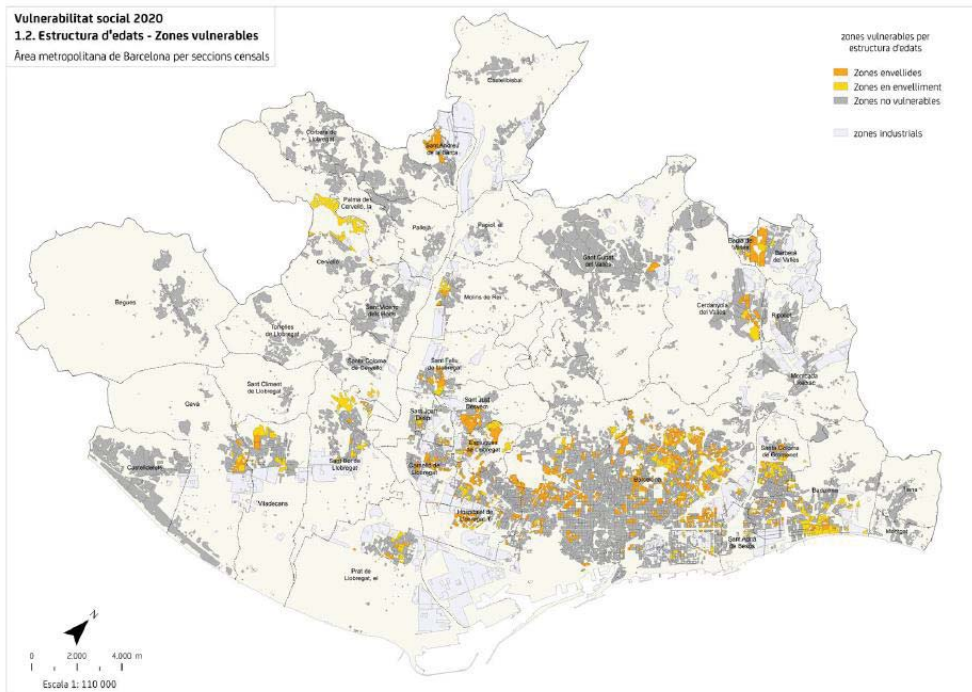 Vulnerabilitat social 2020
1.2. Estructura d'edats - Zones vulnerables
Àrea metropolitana de Barcelona per seccions censals
zones vulnerables per
estructura d'edats
Zones envellides
Zones en envelliment
Zones no vulnerables
zones industrials
Castellbisbal
Corbera de
Llobregat
Sant Andreu
de la Barca
Palma de
Cervelló, la
Pallejà
Papiol, el
Cervelló
Sant Cugat
del Vallès
Badia del
Vallès
Barberà
del Vallès
Begues
Molins de Rei
Cerdanyola
del Vallès
Ripollet
Sant Vicenç
dels Horts
Torrelles
de Llobregat
Santa Coloma
de Cervelló
Sant Feliu
de Llobregat
Montcada
i Reixac
Sant Climent
de Llobregat
Gavà
Sant Just
Desvern
Sant Joan
Despí
Esplugues
de Llobregat
Santa Coloma
de Gramenet
Castelldefels
Sant Boi de
Llobregat
Cornellà de
Llobregat
Barcelona
Badalona
Tiana
Viladecans
Hospitalet de
Llobregat, l'
Sant Adrià
de Besòs
Montgat
Prat de
Llobregat, el
N
0 2.000 4.000 m
Escala 1: 110 000